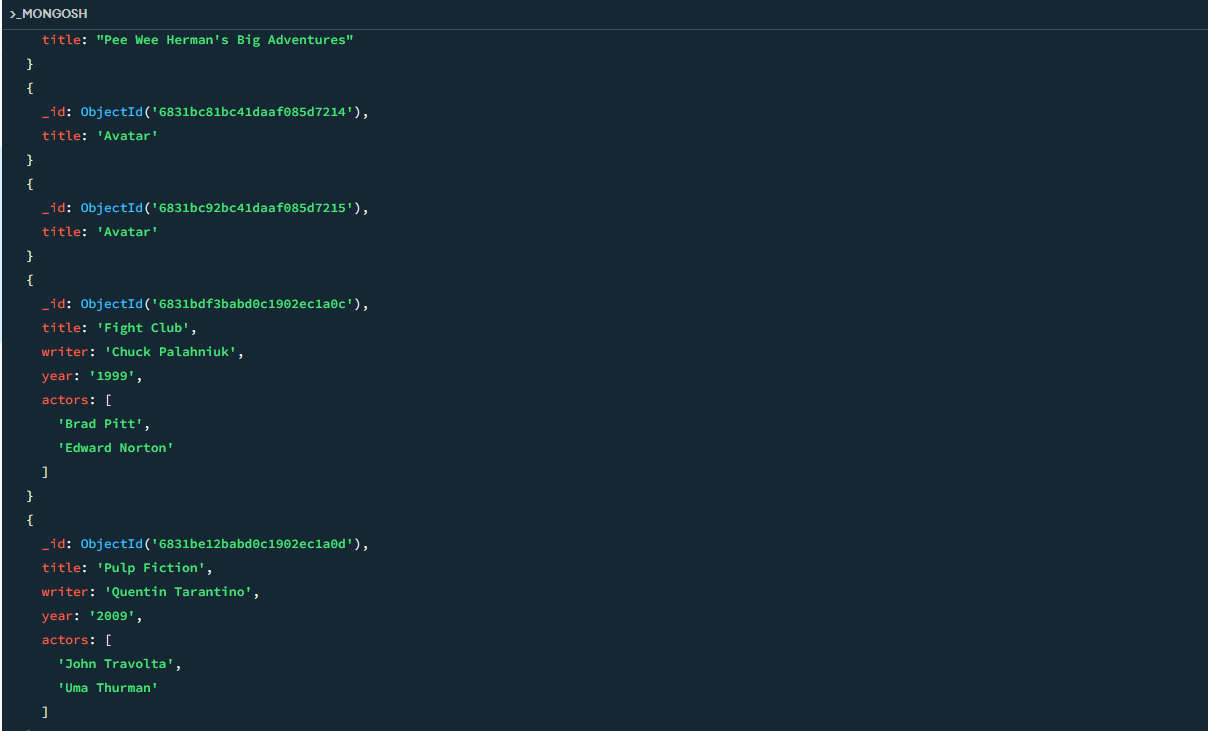 >_MONGOSH
title: "Pee Wee Herman's Big Adventures"
}
{
_id: ObjectId('6831bc81bc41daaf085d7214'),
title: 'Avatar'
}
{
_id: ObjectId('6831bc92bc41daaf085d7215'),
title: 'Avatar'
}
{
_id: ObjectId('6831bdf3babd0c1902ec1a0c'),
title: 'Fight Club',
writer: 'Chuck Palahniuk',
year: '1999',
actors: [
'Brad Pitt',
'Edward Norton'
]
}
{
_id: ObjectId('6831be12babd0c1902ec1a0d'),
title: 'Pulp Fiction',
writer: 'Quentin Tarantino',
year: '2009',
actors: [
'John Travolta',
'Uma Thurman'
]